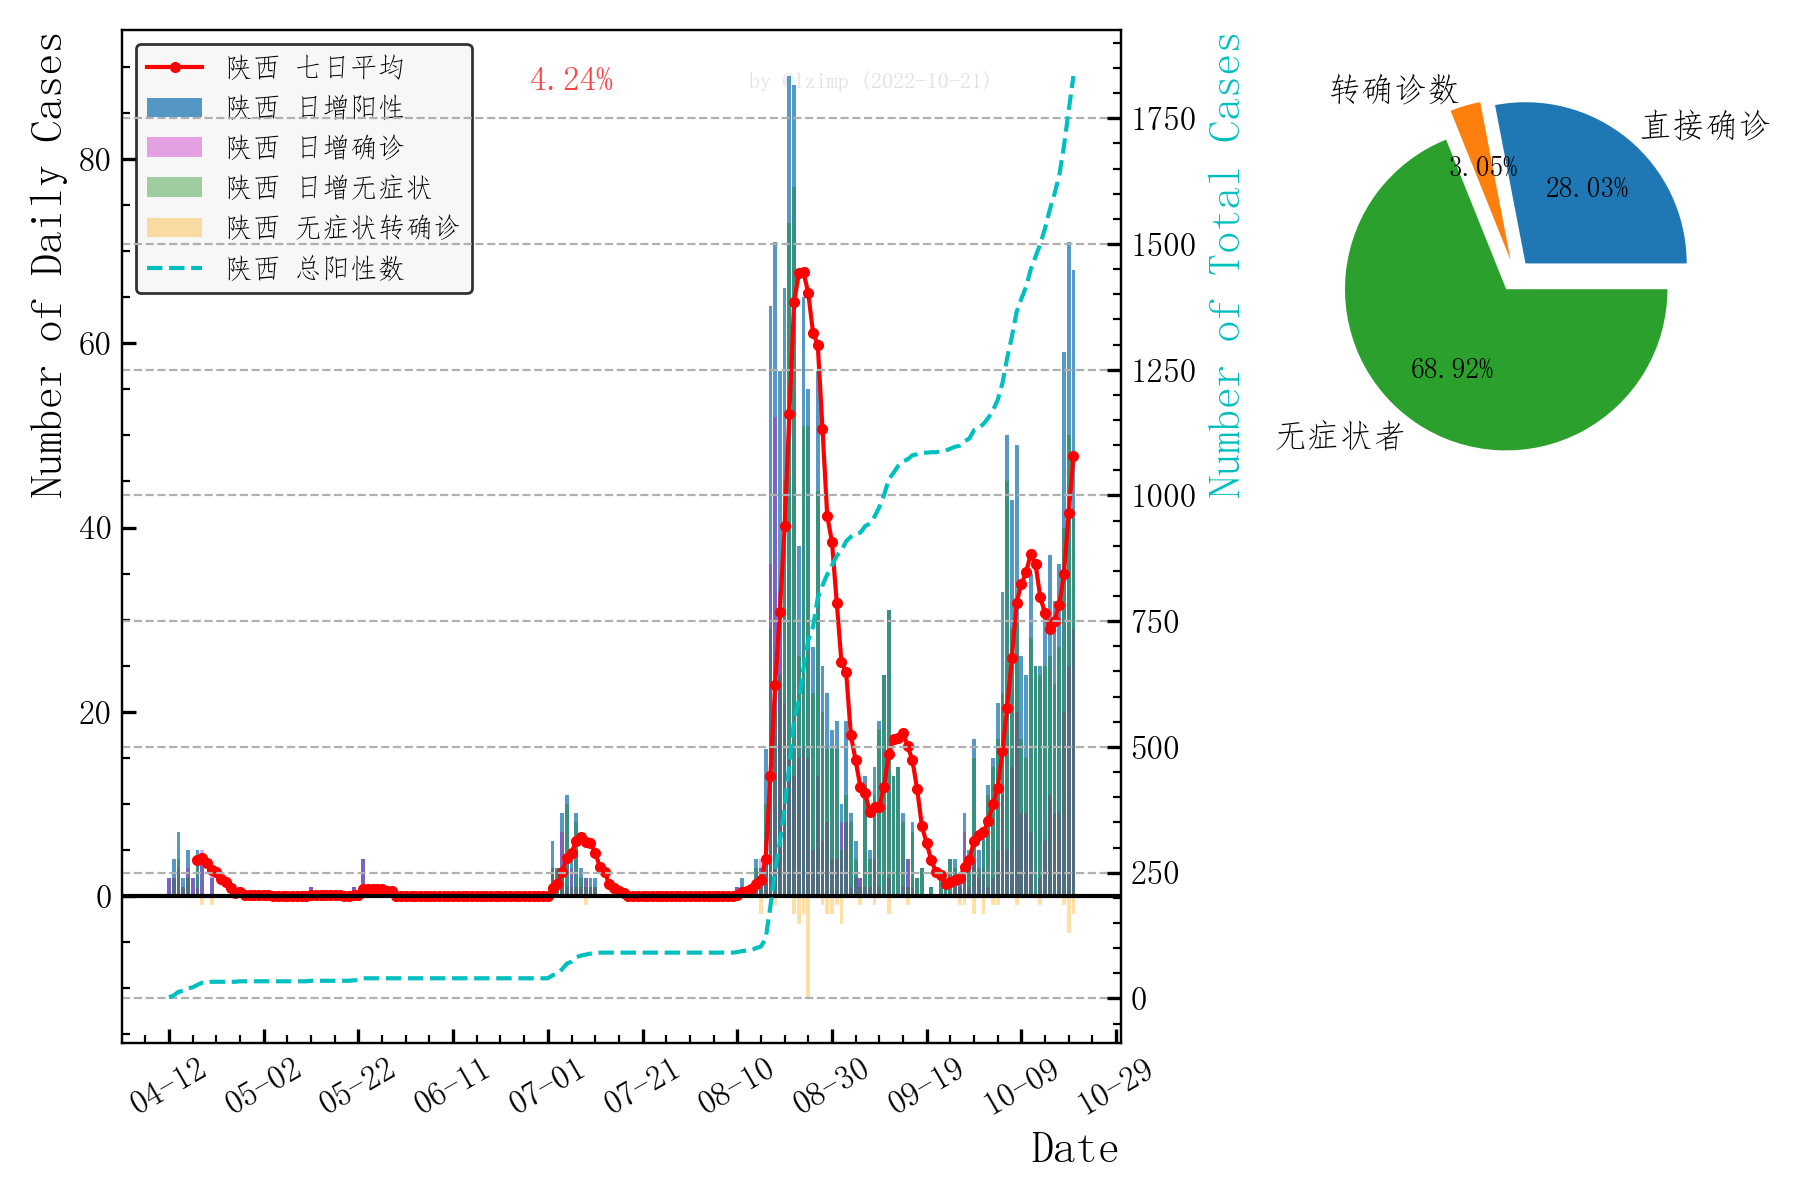 Number of Daily Cases
80
60
40
20
0
陕西 七日平均
陕西 日增阳性
陕西 日增确诊
陕西 日增无症状
陕西 无症状转确诊
陕西 总阳性数
4.24%
by Clzimp (2022-10-21)
1750
1500
1250
1000
750
500
250
0
Number of Total Cases
04-12
05-02
05-22
06-11
07-01
07-21
08-10
08-30
09-19
10-09
10-29
Date
转确诊数
直接确诊
3.05%
28.03%
68.92%
无症状者